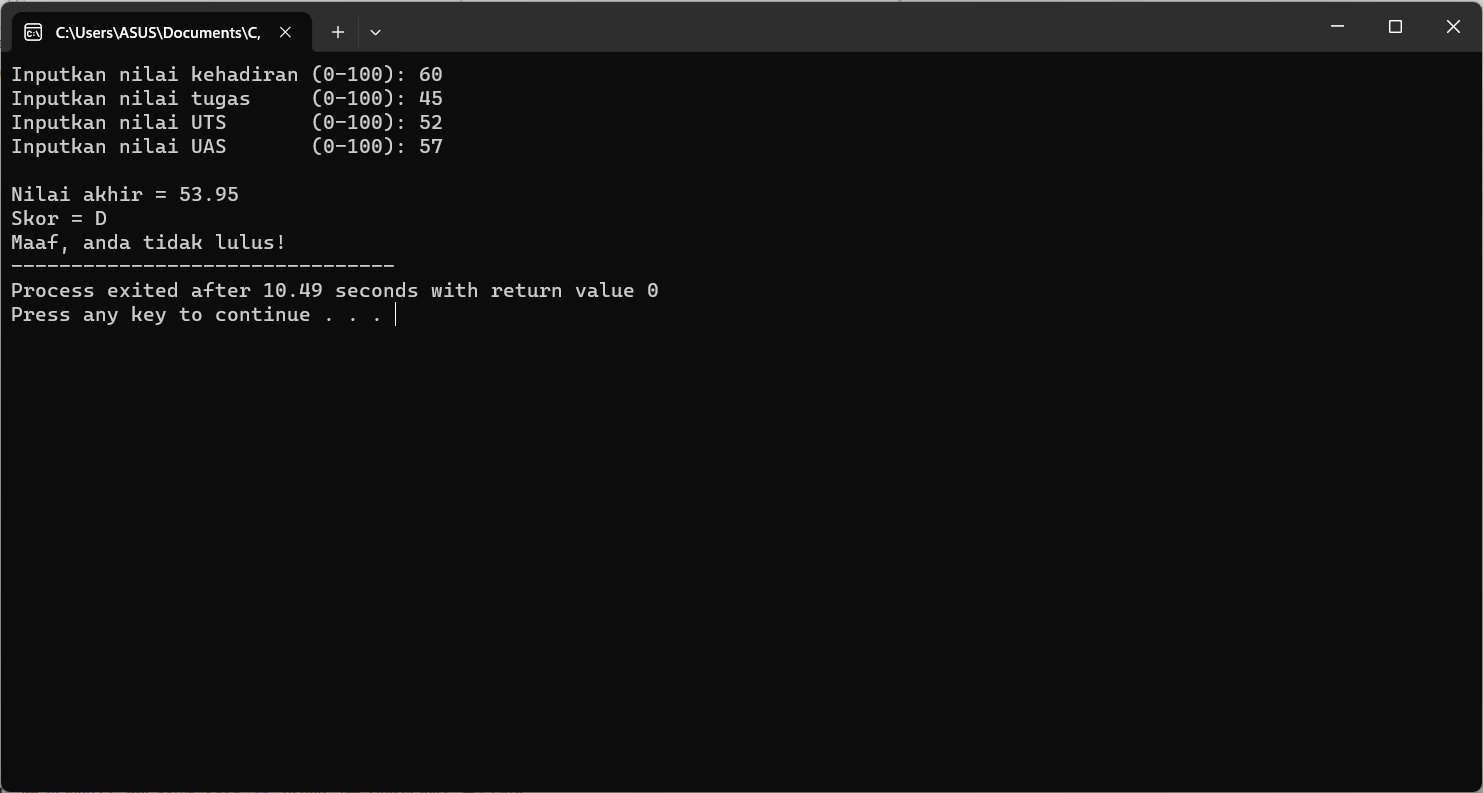 C:\Users\ASUS\Documents\C,
Inputkan nilai kehadiran (0-100): 60
Inputkan nilai tugas     (0-100): 45
Inputkan nilai UTS       (0-100): 52
Inputkan nilai UAS       (0-100): 57
Nilai akhir = 53.95
Skor = D
Maaf, anda tidak lulus!
--------------------------------
Process exited after 10.49 seconds with return value 0
Press any key to continue . . .